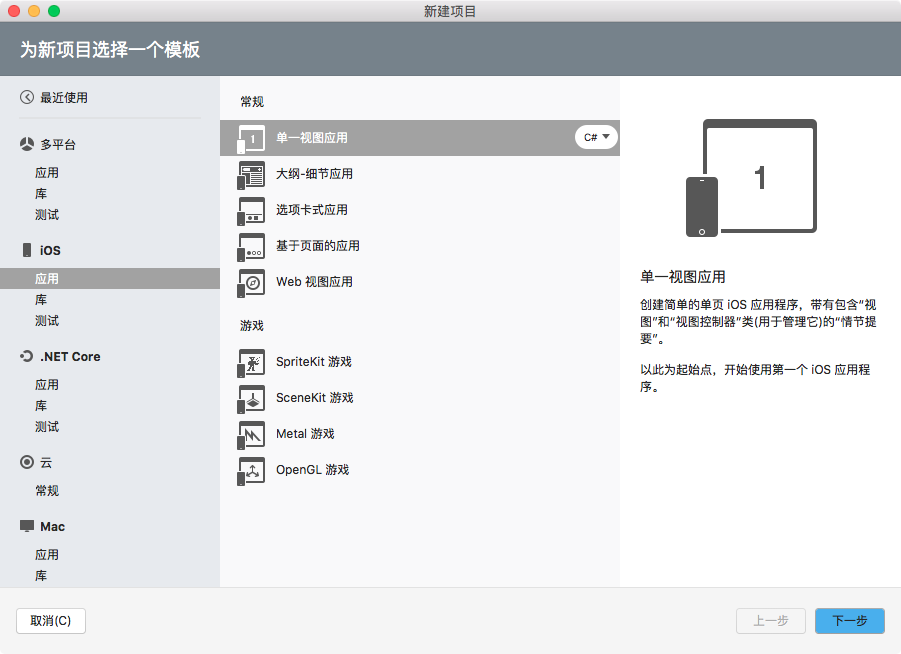 新建项目
为新项目选择一个模板
最近使用
多平台
应用
库
测试
iOS
应用
库
测试
.NET Core
应用
库
测试
云
常规
Mac
应用
库
常规
1
单一视图应用
C#
大纲-细节应用
选项卡式应用
基于页面的应用
Web 视图应用
游戏
SpriteKit 游戏
SceneKit 游戏
Metal 游戏
OpenGL 游戏
1
单一视图应用
创建简单的单页 iOS 应用程序，带有包含“视
图”和“视图控制器”类(用于管理它)的“情节提
要”。
以此为起始点，开始使用第一个 iOS 应用程
序。
取消(C)
上一步
下一步